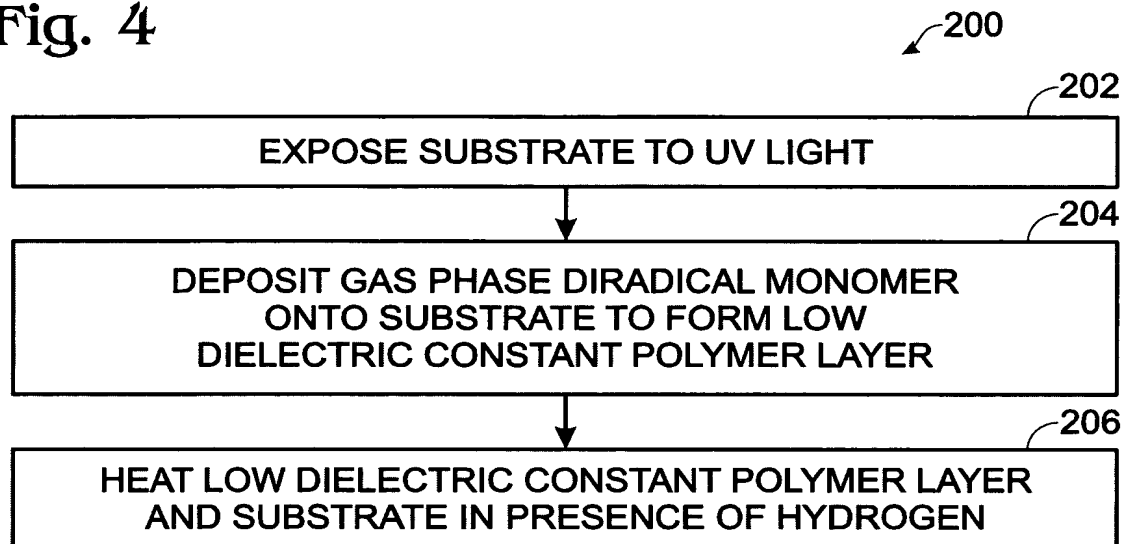 Fig. 4
200
202
EXPOSE SUBSTRATE TO UV LIGHT
204
DEPOSIT GAS PHASE DIRADICAL MONOMER
ONTO SUBSTRATE TO FORM LOW
DIELECTRIC CONSTANT POLYMER LAYER
206
HEAT LOW DIELECTRIC CONSTANT POLYMER LAYER
AND SUBSTRATE IN PRESENCE OF HYDROGEN